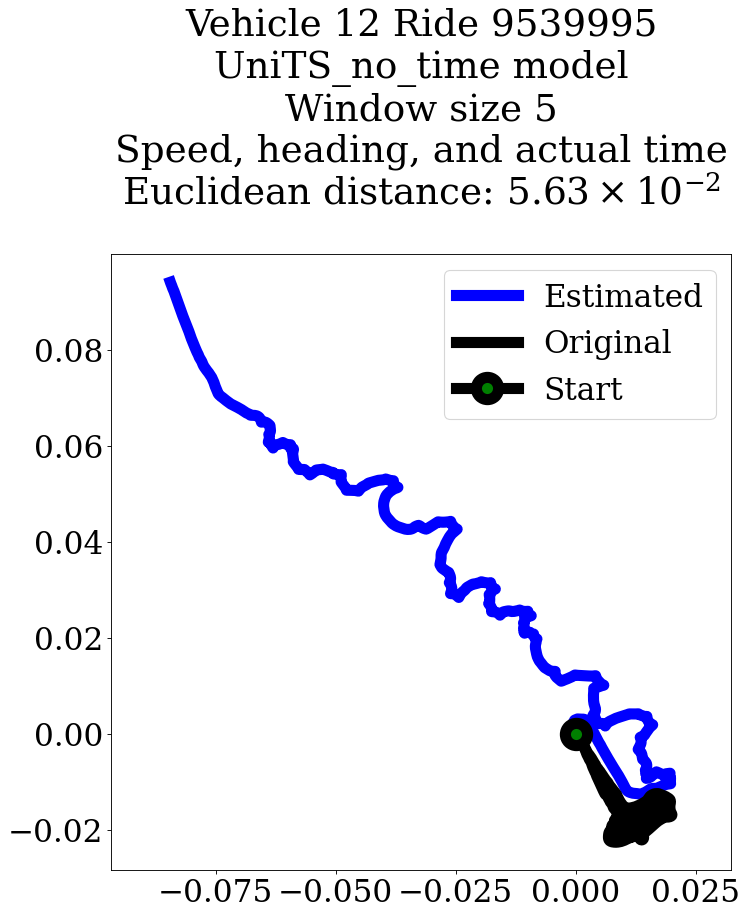 Vehicle 12 Ride 9539995
UniTS_no_time model
Window size 5
Speed, heading, and actual time
Euclidean distance: 5.63 × 10⁻²
Estimated
Original
Start
0.08
0.06
0.04
0.02
0.00
−0.02
−0.075 −0.050 −0.025 0.000 0.025